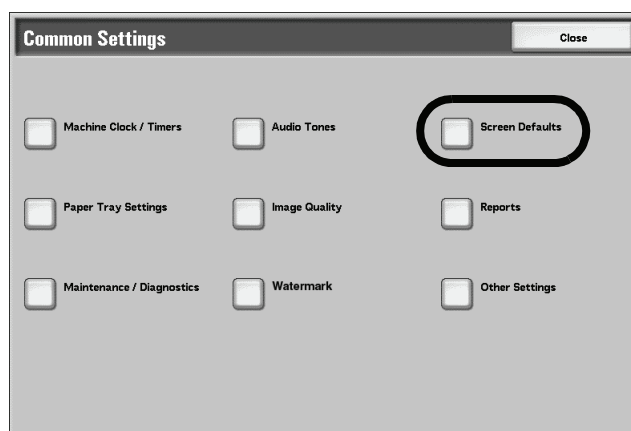 Common Settings
Close
Machine Clock / Timers
Audio Tones
Screen Defaults
Paper Tray Settings
Image Quality
Reports
Maintenance / Diagnostics
Watermark
Other Settings